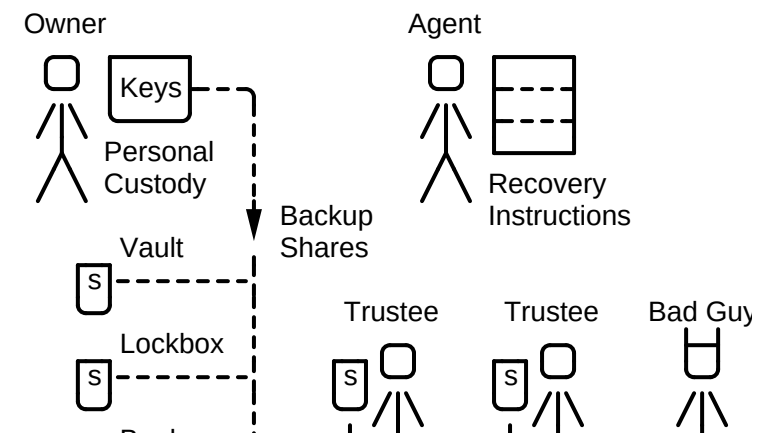 Owner
Agent
Keys
Personal
Custody
Recovery
Instructions
Backup
Shares
Vault
s
Trustee
Trustee
Bad Guy
Lockbox
s
s
s